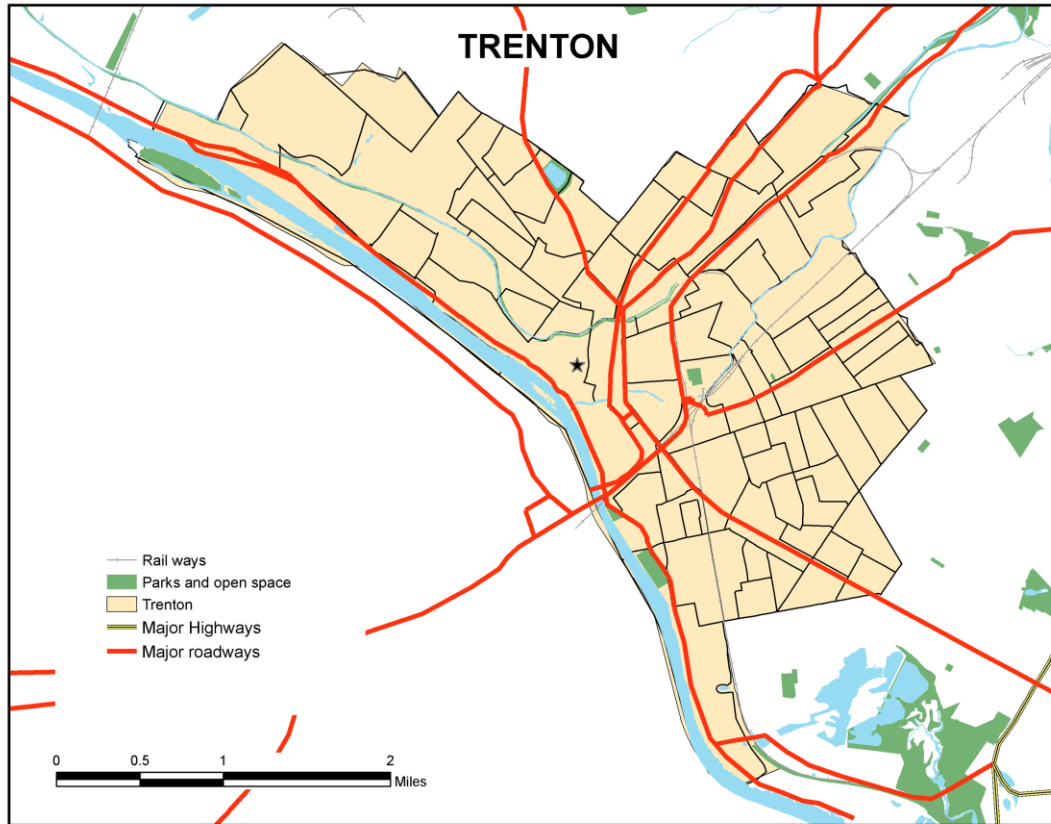 TRENTON
Rail ways
Parks and open space
Trenton
Major Highways
Major roadways
0 0.5 1 2
Miles